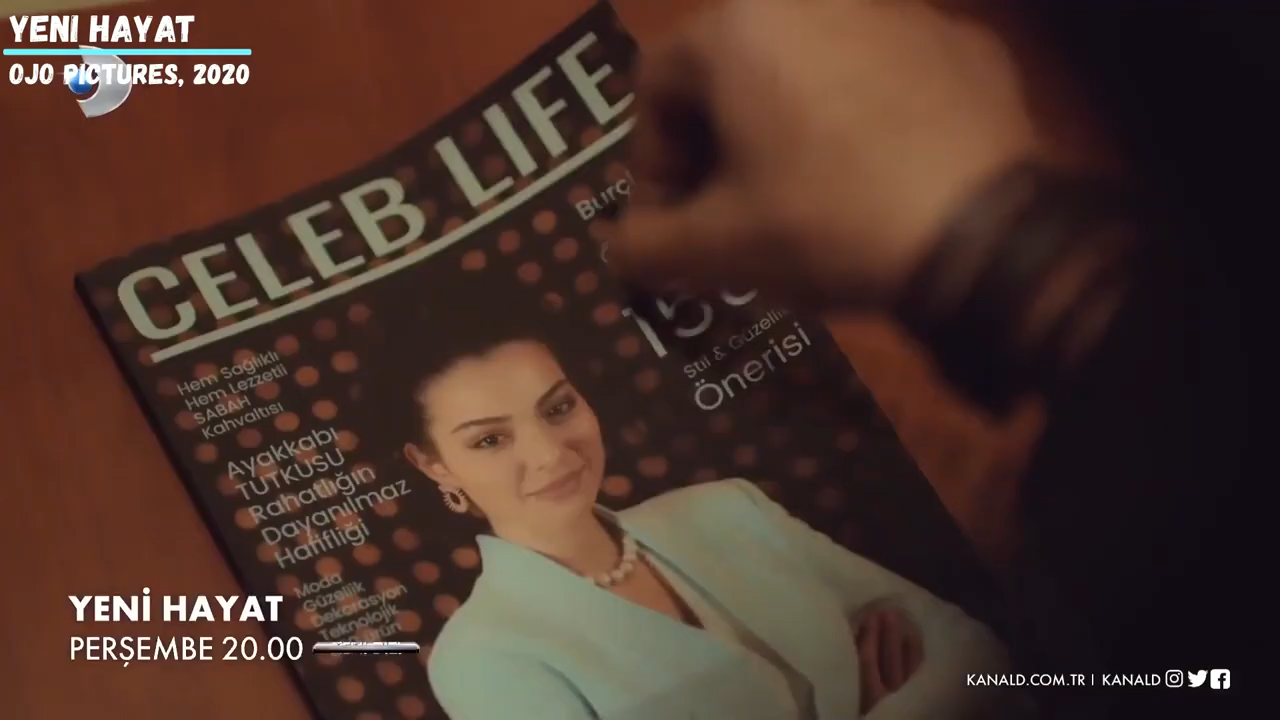 YENI HAYAT
OJO PICTURES, 2020
CELEB LIFE
Hem Sağlıklı
Hem Lezzetli
SABAH
Kahvaltısı
Ayakkabı
TUTKUSU
Rahatlığın
Dayanılmaz
Hafifliği
Moda
Güzellik
Dekorasyon
Teknolojik
Stil & Güzellik
Önerisi
YENİ HAYAT
PERŞEMBE 20.00
KANALD.COM.TR | KANALD